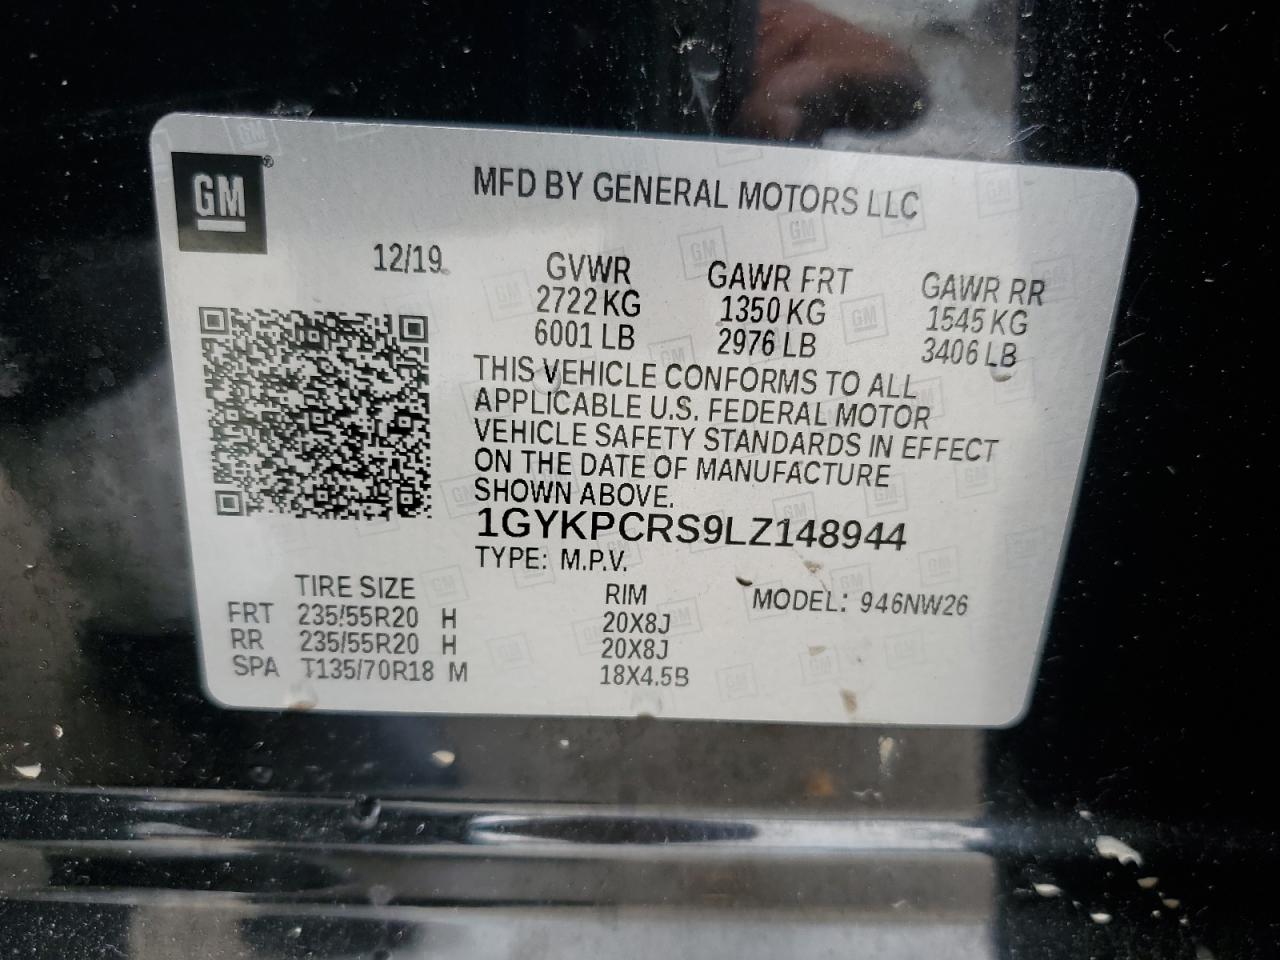 GM
MFD BY GENERAL MOTORS LLC
12/19
GVWR GAWR FRT GAWR RR
2722 KG 1350 KG 1545 KG
6001 LB 2976 LB 3406 LB
THIS VEHICLE CONFORMS TO ALL
APPLICABLE U.S. FEDERAL MOTOR
VEHICLE SAFETY STANDARDS IN EFFECT
ON THE DATE OF MANUFACTURE
SHOWN ABOVE.
1GYKPCRS9LZ148944
TYPE: M.P.V.
TIRE SIZE RIM MODEL: 946NW26
FRT 235/55R20 H 20X8J
RR 235/55R20 H 20X8J
SPA T135/70R18 M 18X4.5B